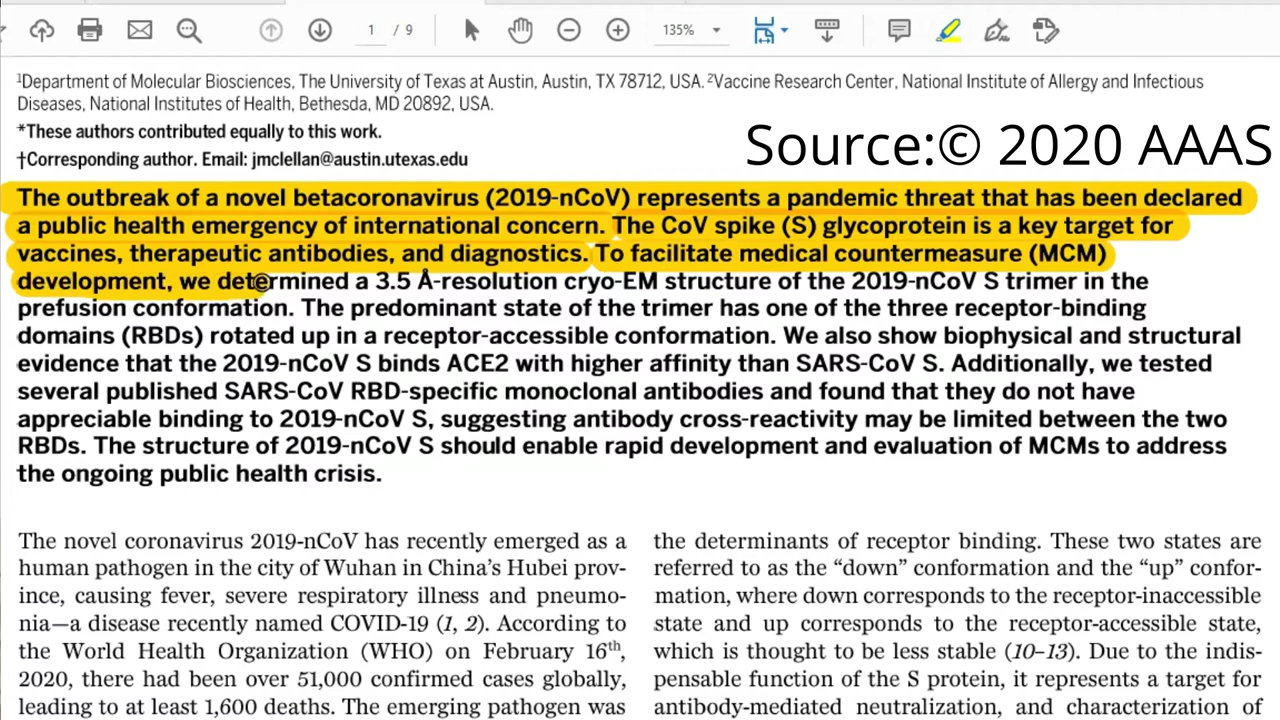 1 / 9
135%
¹Department of Molecular Biosciences, The University of Texas at Austin, Austin, TX 78712, USA. ²Vaccine Research Center, National Institute of Allergy and Infectious
Diseases, National Institutes of Health, Bethesda, MD 20892, USA.
*These authors contributed equally to this work.
†Corresponding author. Email: jmclellan@austin.utexas.edu
Source:© 2020 AAAS
The outbreak of a novel betacoronavirus (2019-nCoV) represents a pandemic threat that has been declared
a public health emergency of international concern. The CoV spike (S) glycoprotein is a key target for
vaccines, therapeutic antibodies, and diagnostics. To facilitate medical countermeasure (MCM)
development, we determined a 3.5 Å-resolution cryo-EM structure of the 2019-nCoV S trimer in the
prefusion conformation. The predominant state of the trimer has one of the three receptor-binding
domains (RBDs) rotated up in a receptor-accessible conformation. We also show biophysical and structural
evidence that the 2019-nCoV S binds ACE2 with higher affinity than SARS-CoV S. Additionally, we tested
several published SARS-CoV RBD-specific monoclonal antibodies and found that they do not have
appreciable binding to 2019-nCoV S, suggesting antibody cross-reactivity may be limited between the two
RBDs. The structure of 2019-nCoV S should enable rapid development and evaluation of MCMs to address
the ongoing public health crisis.
The novel coronavirus 2019-nCoV has recently emerged as a
human pathogen in the city of Wuhan in China's Hubei prov-
ince, causing fever, severe respiratory illness and pneumo-
nia—a disease recently named COVID-19 (1, 2). According to
the World Health Organization (WHO) on February 16th,
2020, there had been over 51,000 confirmed cases globally,
leading to at least 1,600 deaths. The emerging pathogen was
the determinants of receptor binding. These two states are
referred to as the “down” conformation and the “up” confor-
mation, where down corresponds to the receptor-inaccessible
state and up corresponds to the receptor-accessible state,
which is thought to be less stable (10–13). Due to the indis-
pensable function of the S protein, it represents a target for
antibody-mediated neutralization, and characterization of